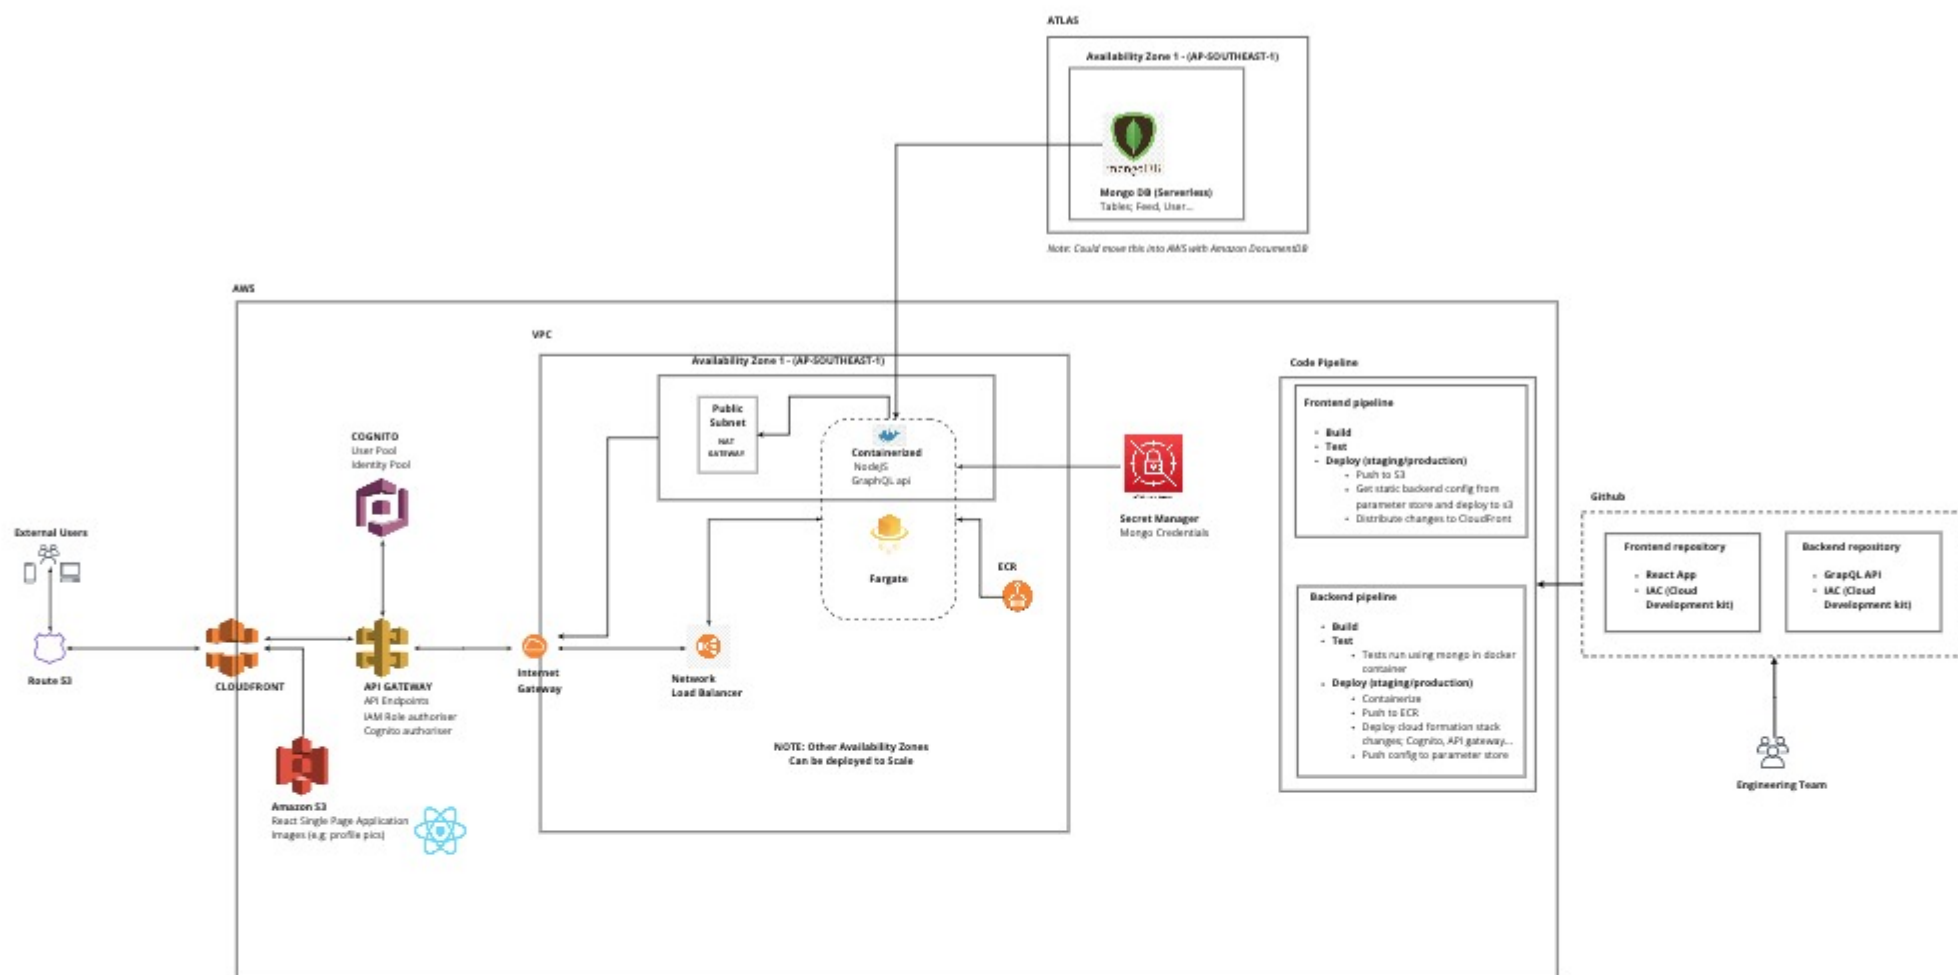 ATLAS
Availability Zone 1 - (AP-SOUTHEAST-1)
mongoDB
Mongo DB (Serverless)
Tables; Feed, User...
Note: Could move this into AWS with Amazon DocumentDB
AWS
VPC
Availability Zone 1 - (AP-SOUTHEAST-1)
Public
Subnet
NAT
GATEWAY
Containerized
NodeJS
GraphQL api
Fargate
ECR
Secret Manager
Mongo Credentials
COGNITO
User Pool
Identity Pool
External Users
Route 53
CLOUDFRONT
API GATEWAY
API Endpoints
IAM Role authoriser
Cognito authoriser
Internet
Gateway
Network
Load Balancer
NOTE: Other Availability Zones
Can be deployed to Scale
Amazon S3
React Single Page Application
Images (e.g; profile pics)
Code Pipeline
Frontend pipeline
- Build
- Test
- Deploy (staging/production)
- Push to S3
- Get static backend config from
parameter store and deploy to s3
- Distribute changes to CloudFront
Backend pipeline
- Build
- Test
- Tests run using mongo in docker
container
- Deploy (staging/production)
- Containerize
- Push to ECR
- Deploy cloud formation stack
changes; Cognito, API gateway...
- Push config to parameter store
Github
Frontend repository
- React App
- IAC (Cloud
Development kit)
Backend repository
- GrapQL API
- IAC (Cloud
Development kit)
Engineering Team